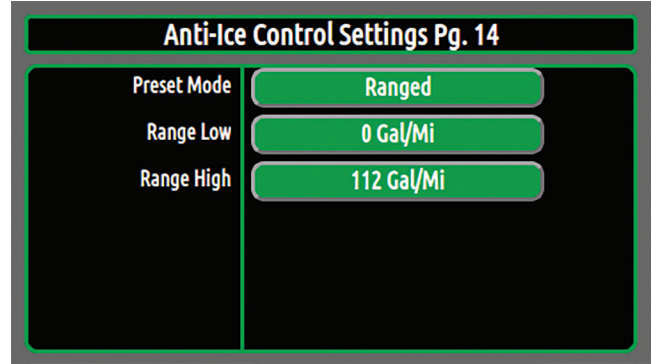 Anti-Ice Control Settings Pg. 14
Preset Mode Ranged
Range Low 0 Gal/Mi
Range High 112 Gal/Mi